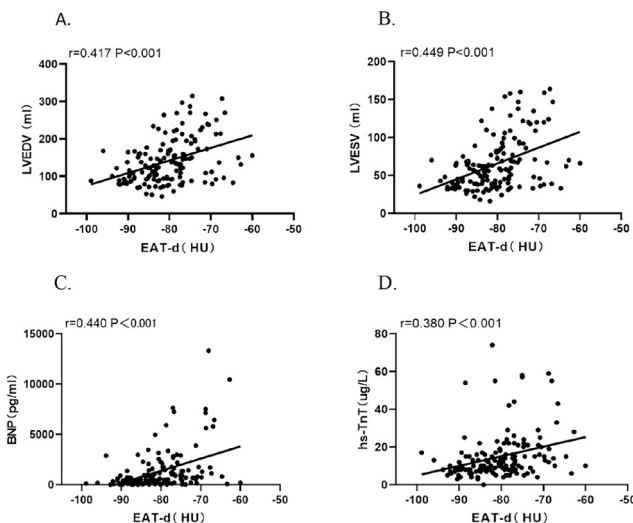 A.
r=0.417 P<0.001
LVEDV (ml)
400
300
200
100
0
-100 -90 -80 -70 -60 -50
EAT-d( HU)
B.
r=0.449 P<0.001
LVESV (ml)
200
150
100
50
0
-100 -90 -80 -70 -60 -50
EAT-d( HU)
C.
r=0.440 P<0.001
BNP(pg/ml)
15000
10000
5000
0
-100 -90 -80 -70 -60 -50
EAT-d( HU)
D.
r=0.380 P<0.001
hs-TnT(ug/L)
80
60
40
20
0
-100 -90 -80 -70 -60 -50
EAT-d( HU)